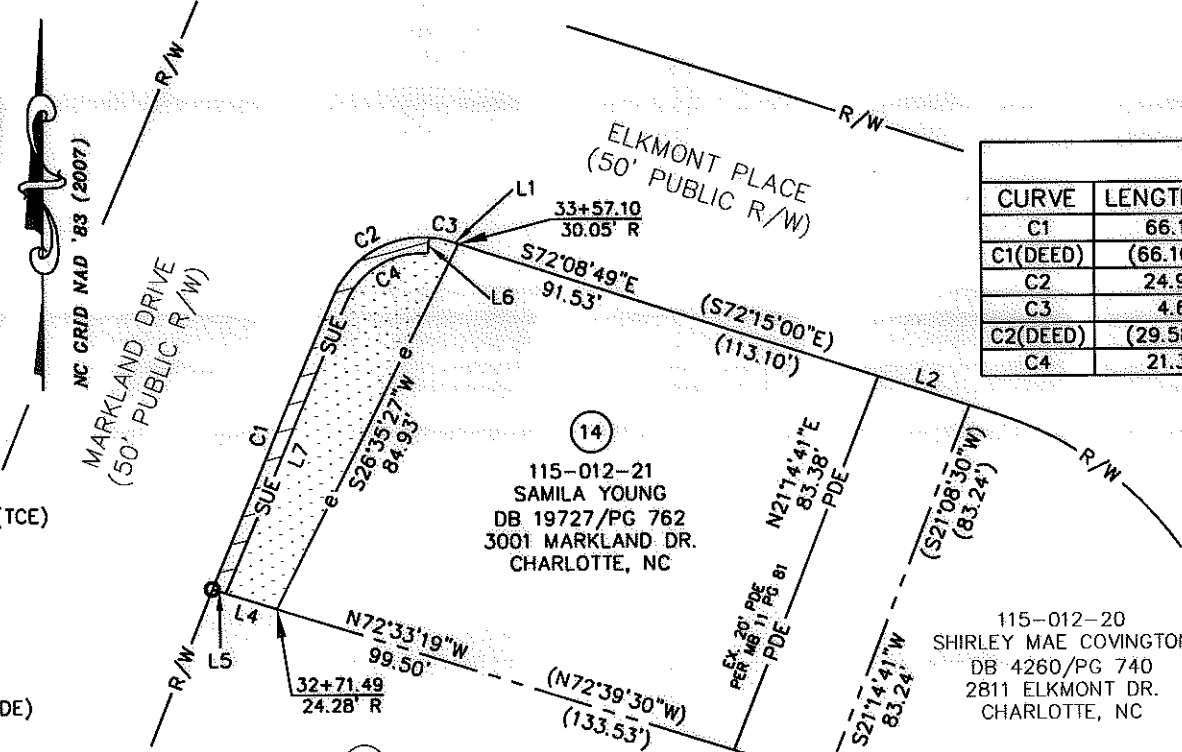 R/W
NC GRID NAD '83 (2007)
MARKLAND DRIVE
(50' PUBLIC R/W)
R/W
ELKMONT PLACE
(50' PUBLIC R/W)
CURVE
C1
C1(DEED)
C2
C3
C2(DEED)
C4
L1
C3
C2
C4
33+57.10
30.05' R
L6
S72°08'49"E
91.53'
(S72°15'00"E)
(113.10')
L2
R/W
SUE
C1
L7
SUE
e
S26°35'27"W
84.93'
e
14
115-012-21
SAMILA YOUNG
DB 19727/PG 762
3001 MARKLAND DR.
CHARLOTTE, NC
N21°14'41"E
83.38'
PDE
EX. 20' PDE
PER MB 11 PG 81
PDE
(S21°08'30"W)
(83.24')
S21°14'41"W
83.24'
115-012-20
SHIRLEY MAE COVINGTON
DB 4260/PG 740
2811 ELKMONT DR.
CHARLOTTE, NC
L4
L5
R/W
N72°33'19"W
99.50'
32+71.49
24.28' R
(N72°39'30"W)
(133.53')